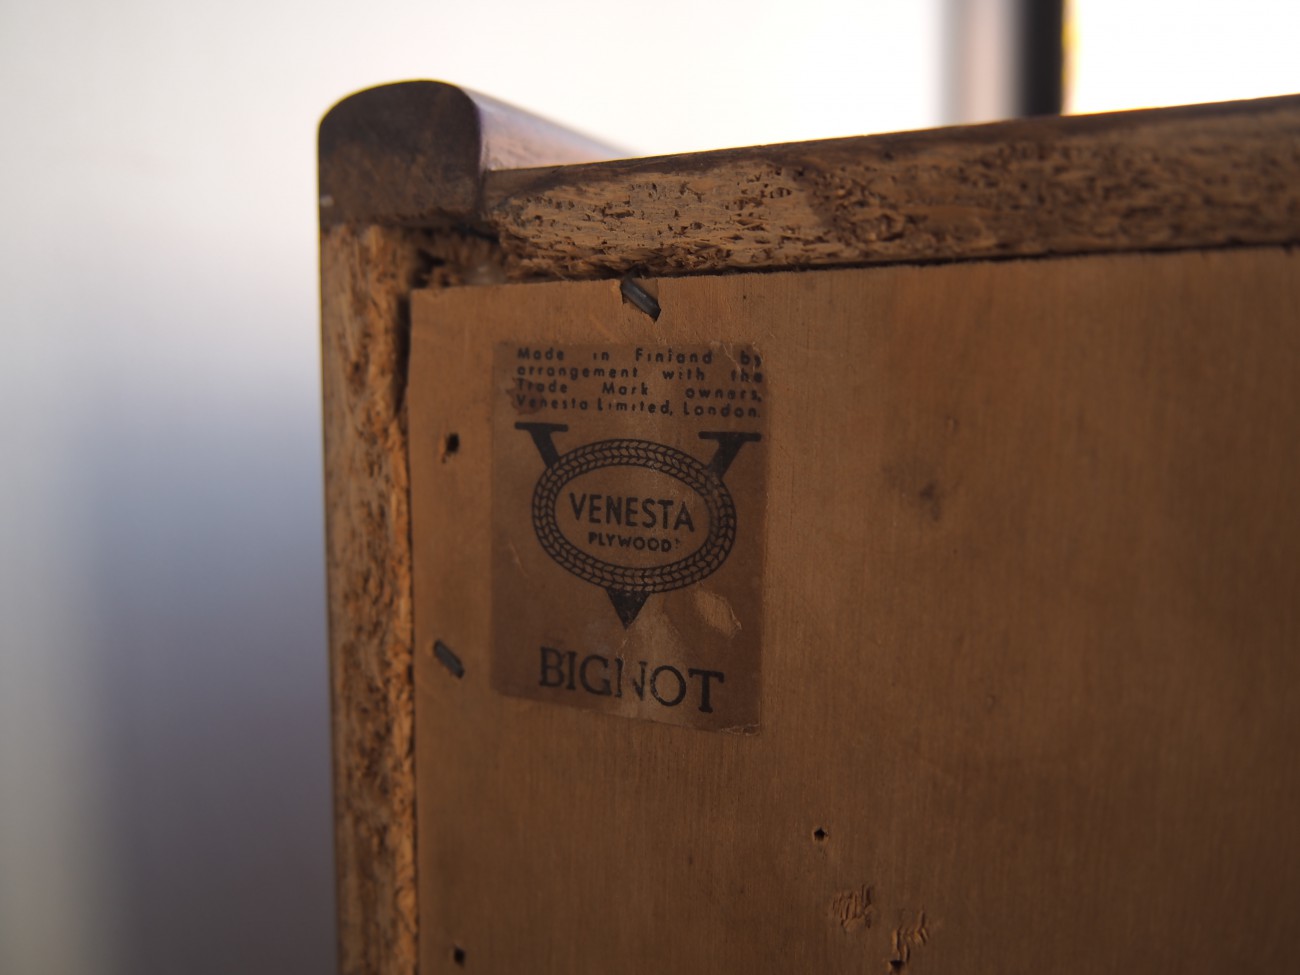 Made in Finland by
arrangement with the
Trade Mark owners,
Venesta Limited, London.
V
VENESTA
PLYWOOD
BIGNOT